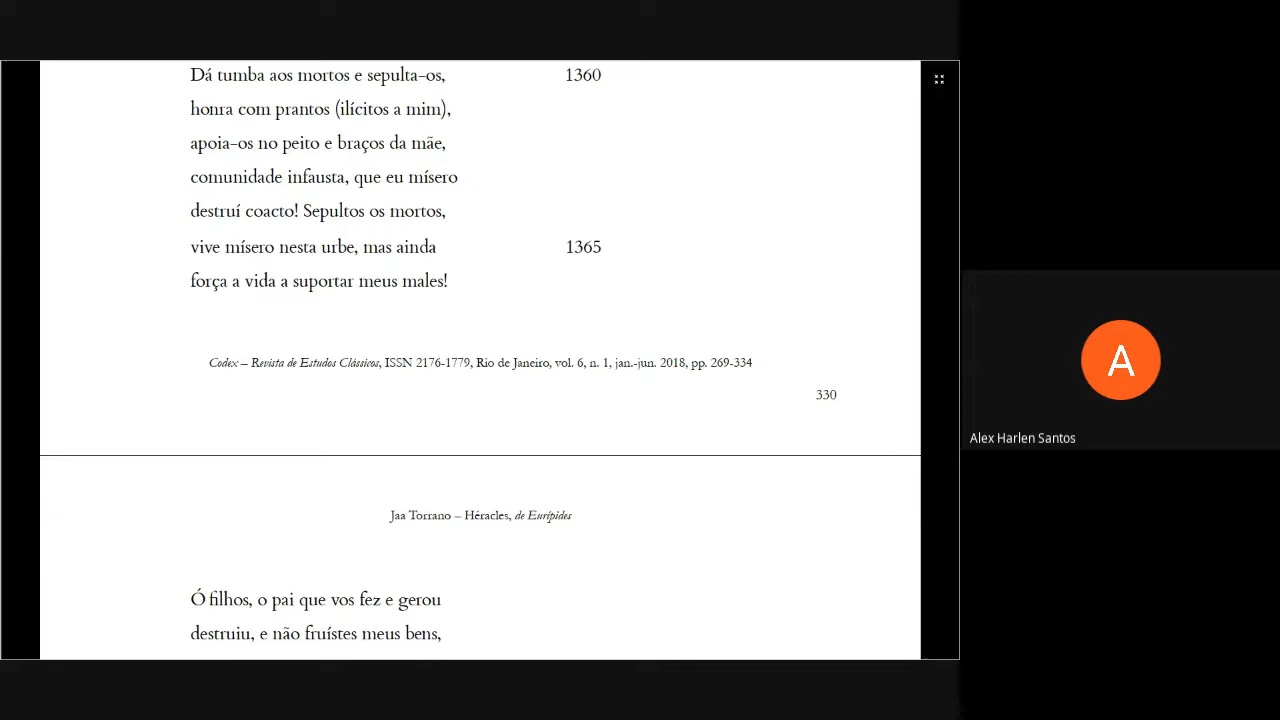 Dá tumba aos mortos e sepulta-os, 1360
honra com prantos (ilícitos a mim),
apoia-os no peito e braços da mãe,
comunidade infausta, que eu mísero
destruí coacto! Sepultos os mortos,
vive mísero nesta urbe, mas ainda 1365
força a vida a suportar meus males!
Codex – Revista de Estudos Clássicos, ISSN 2176-1779, Rio de Janeiro, vol. 6, n. 1, jan.-jun. 2018, pp. 269-334
330
A
Alex Harlen Santos
Jaa Torrano – Héracles, de Eurípides
Ó filhos, o pai que vos fez e gerou
destruiu, e não fruístes meus bens,